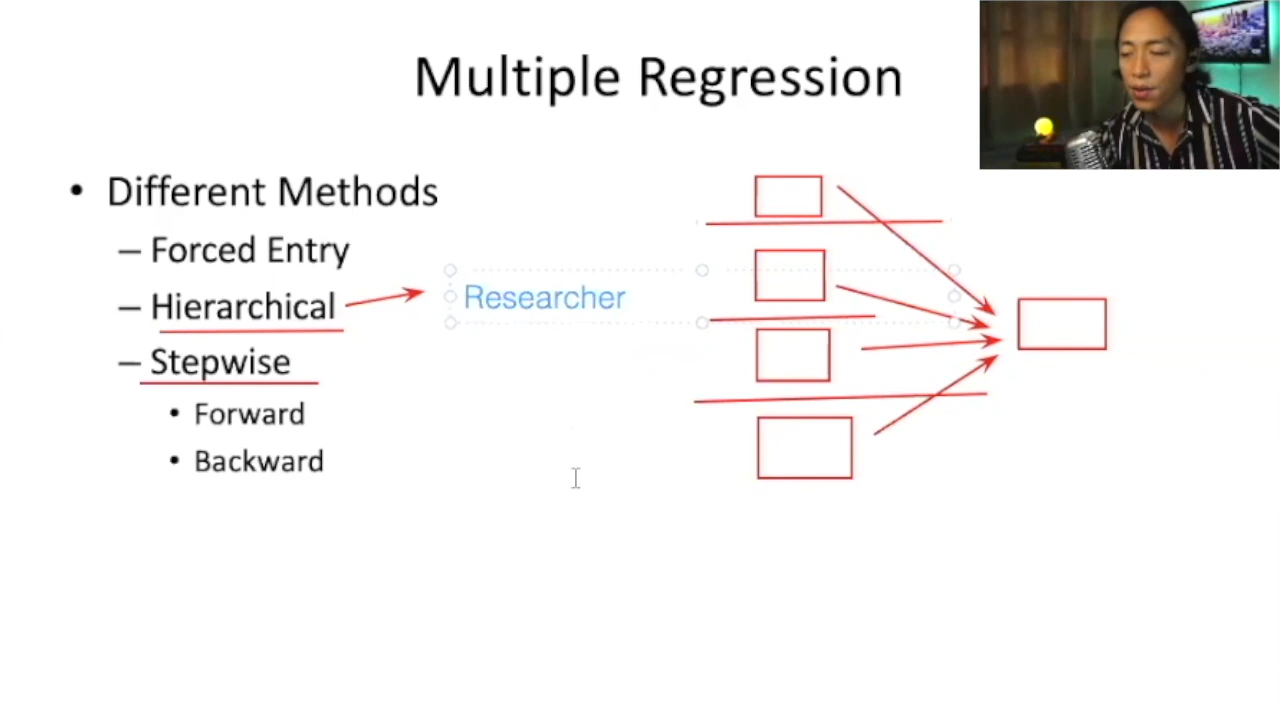 Multiple Regression
• Different Methods
– Forced Entry
– Hierarchical
Researcher
– Stepwise
• Forward
• Backward